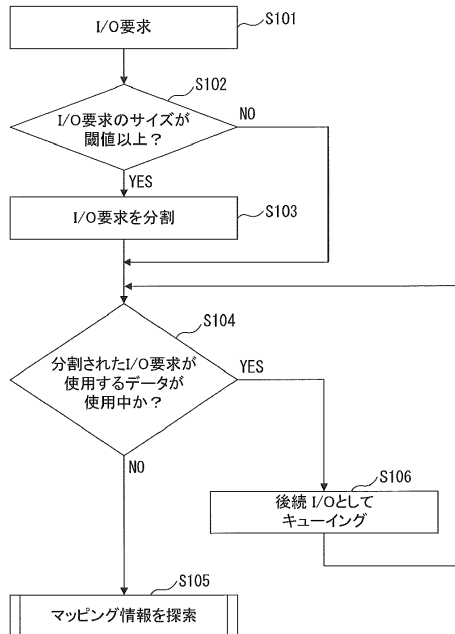 S101
I/O要求
S102
I/O要求のサイズが
閾値以上？
NO
YES
I/O要求を分割
S103
S104
分割されたI/O要求が
使用するデータが
使用中か？
YES
NO
S106
後続I/Oとして
キューイング
S105
マッピング情報を探索